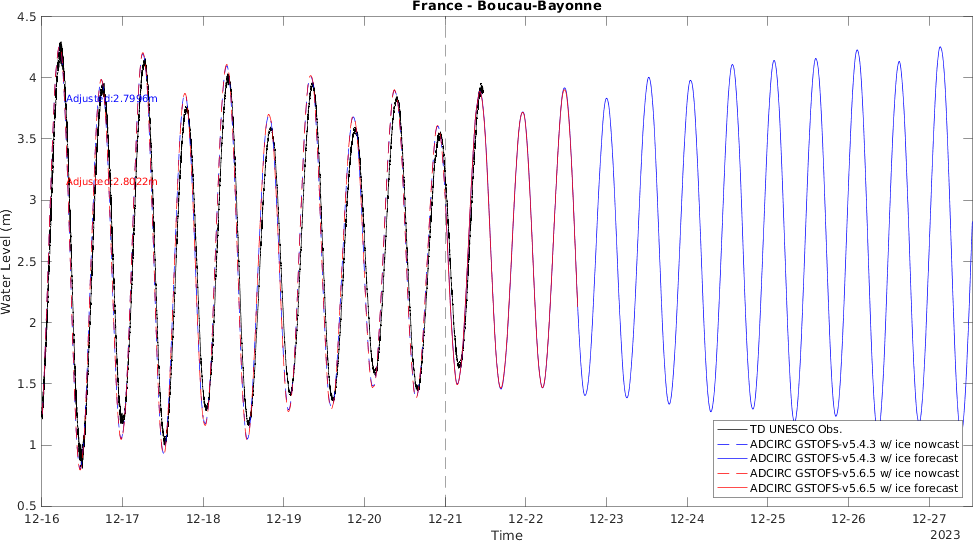 France - Boucau-Bayonne
Water Level (m)
4.5
4
3.5
3
2.5
2
1.5
1
0.5
Adjusted:2.7996m
Adjusted:2.8022m
TD UNESCO Obs.
ADCIRC GSTOFS-v5.4.3 w/ ice nowcast
ADCIRC GSTOFS-v5.4.3 w/ ice forecast
ADCIRC GSTOFS-v5.6.5 w/ ice nowcast
ADCIRC GSTOFS-v5.6.5 w/ ice forecast
12-16 12-17 12-18 12-19 12-20 12-21 12-22 12-23 12-24 12-25 12-26 12-27
Time
2023